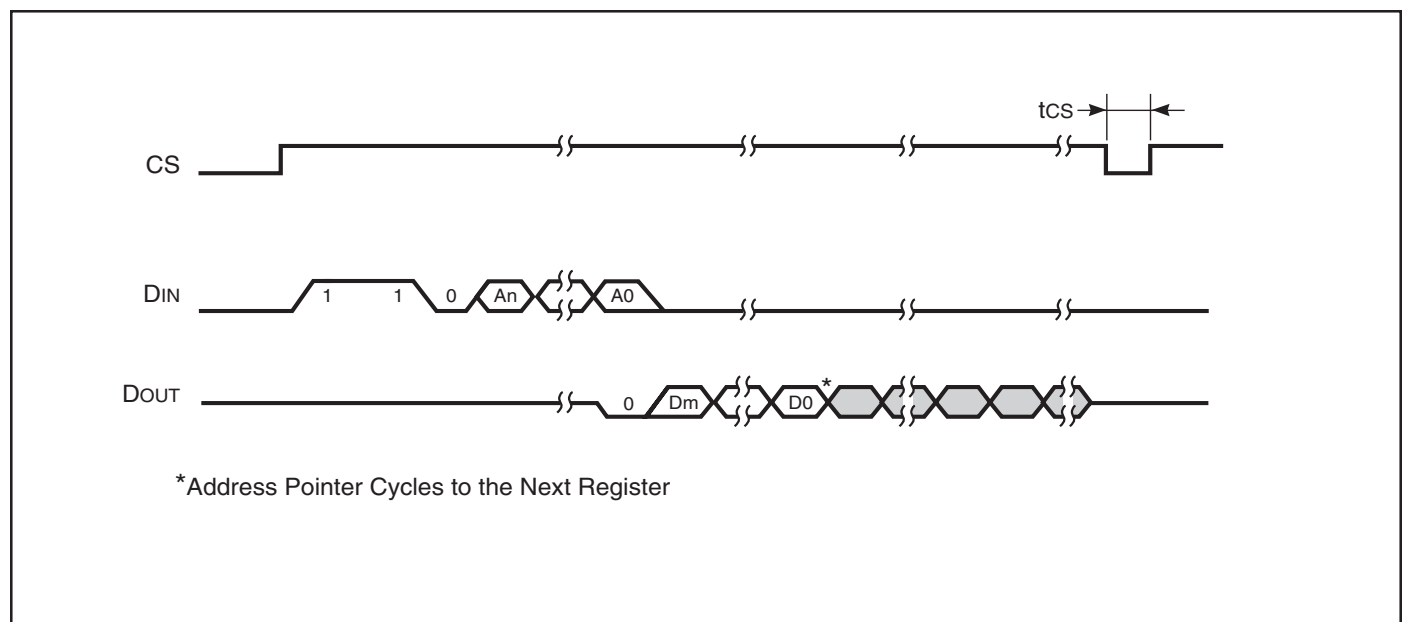 tCS
CS
DIN
1 1 0 An A0
DOUT
0 Dm D0 *
*Address Pointer Cycles to the Next Register